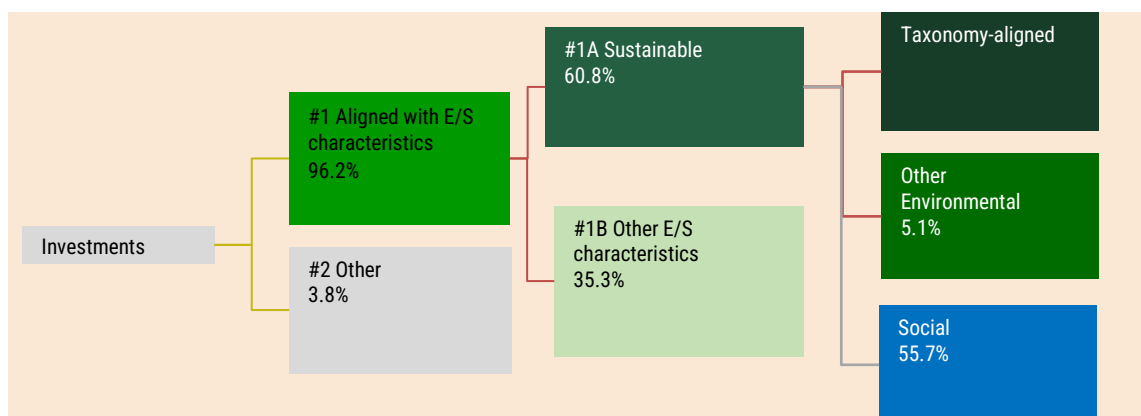 Investments
#1 Aligned with E/S
characteristics
96.2%
#2 Other
3.8%
#1A Sustainable
60.8%
#1B Other E/S
characteristics
35.3%
Taxonomy-aligned
Other
Environmental
5.1%
Social
55.7%